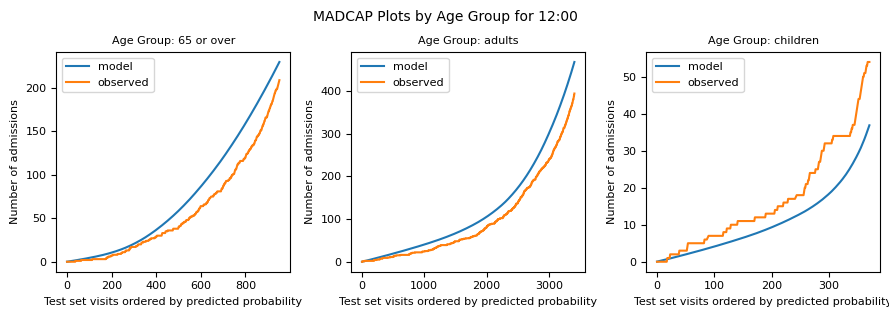 MADCAP Plots by Age Group for 12:00
Age Group: 65 or over
model
observed
Number of admissions
0
50
100
150
200
0
200
400
600
800
Test set visits ordered by predicted probability
Age Group: adults
model
observed
Number of admissions
0
100
200
300
400
0
1000
2000
3000
Test set visits ordered by predicted probability
Age Group: children
model
observed
Number of admissions
0
10
20
30
40
50
0
100
200
300
Test set visits ordered by predicted probability